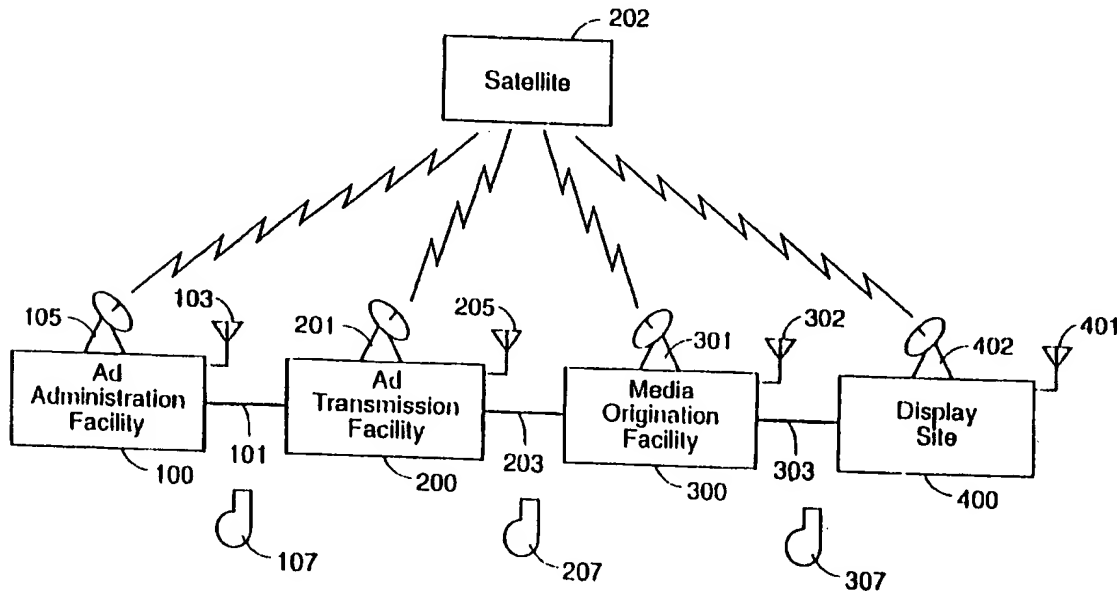 202
Satellite
103
105
201
205
301
302
402
401
Ad
Administration
Facility
Ad
Transmission
Facility
Media
Origination
Facility
Display
Site
100
101
200
203
300
303
400
107
207
307